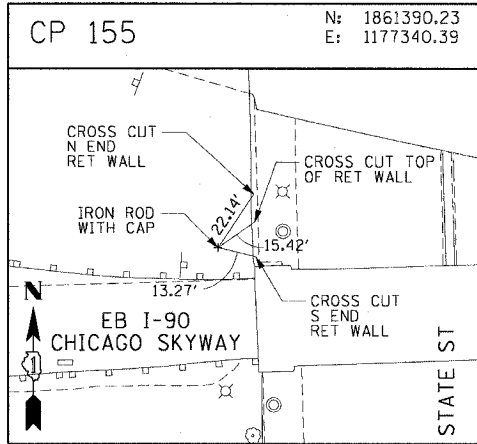 CP 155
N: 1861390.23
E: 1177340.39
CROSS CUT
N END
RET WALL
CROSS CUT TOP
OF RET WALL
22.14'
IRON ROD
WITH CAP
15.42'
13.27'
CROSS CUT
S END
RET WALL
N
EB I-90
CHICAGO SKYWAY
STATE ST
1